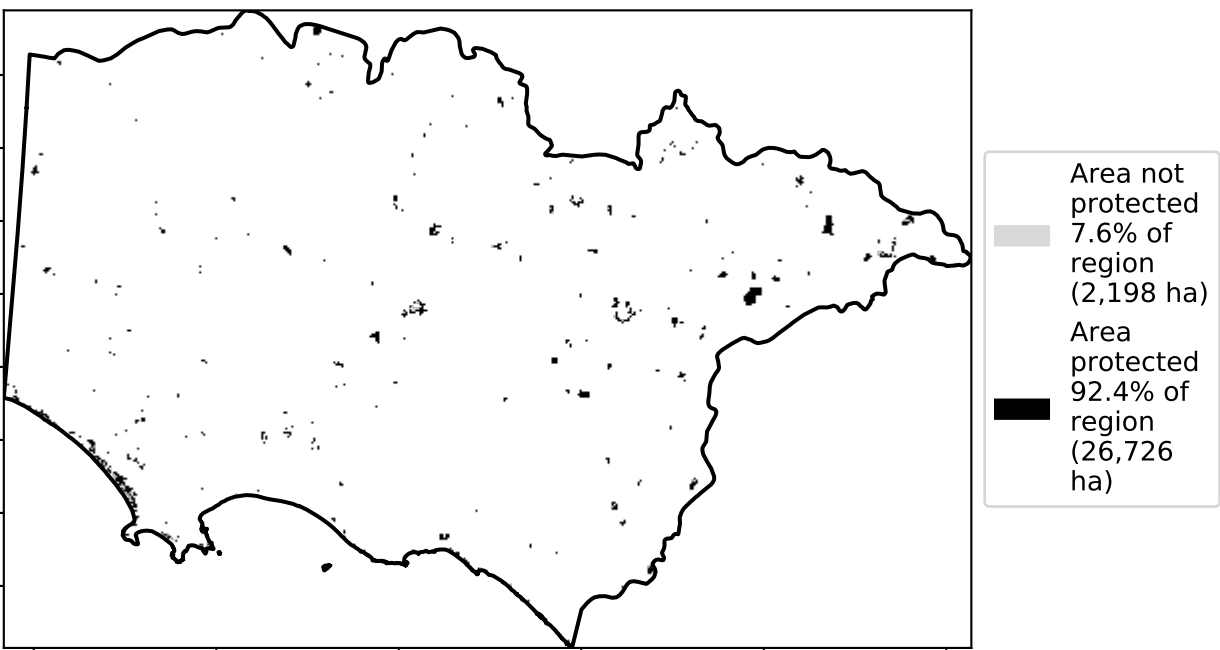 Area not
protected
7.6% of
region
(2,198 ha)
Area
protected
92.4% of
region
(26,726
ha)